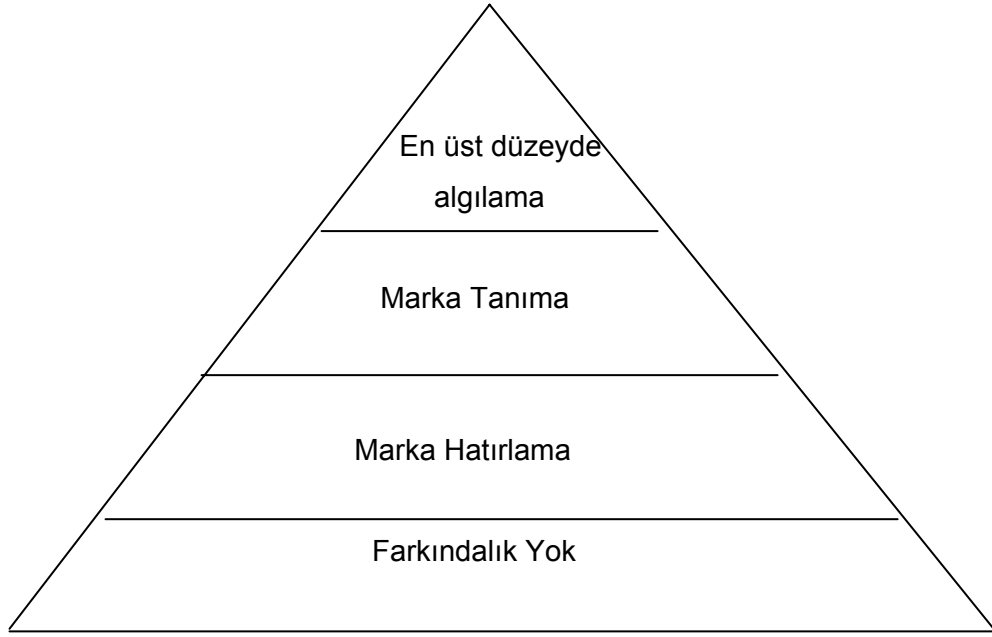 En üst düzeyde
algılama
Marka Tanıma
Marka Hatırlama
Farkındalık Yok